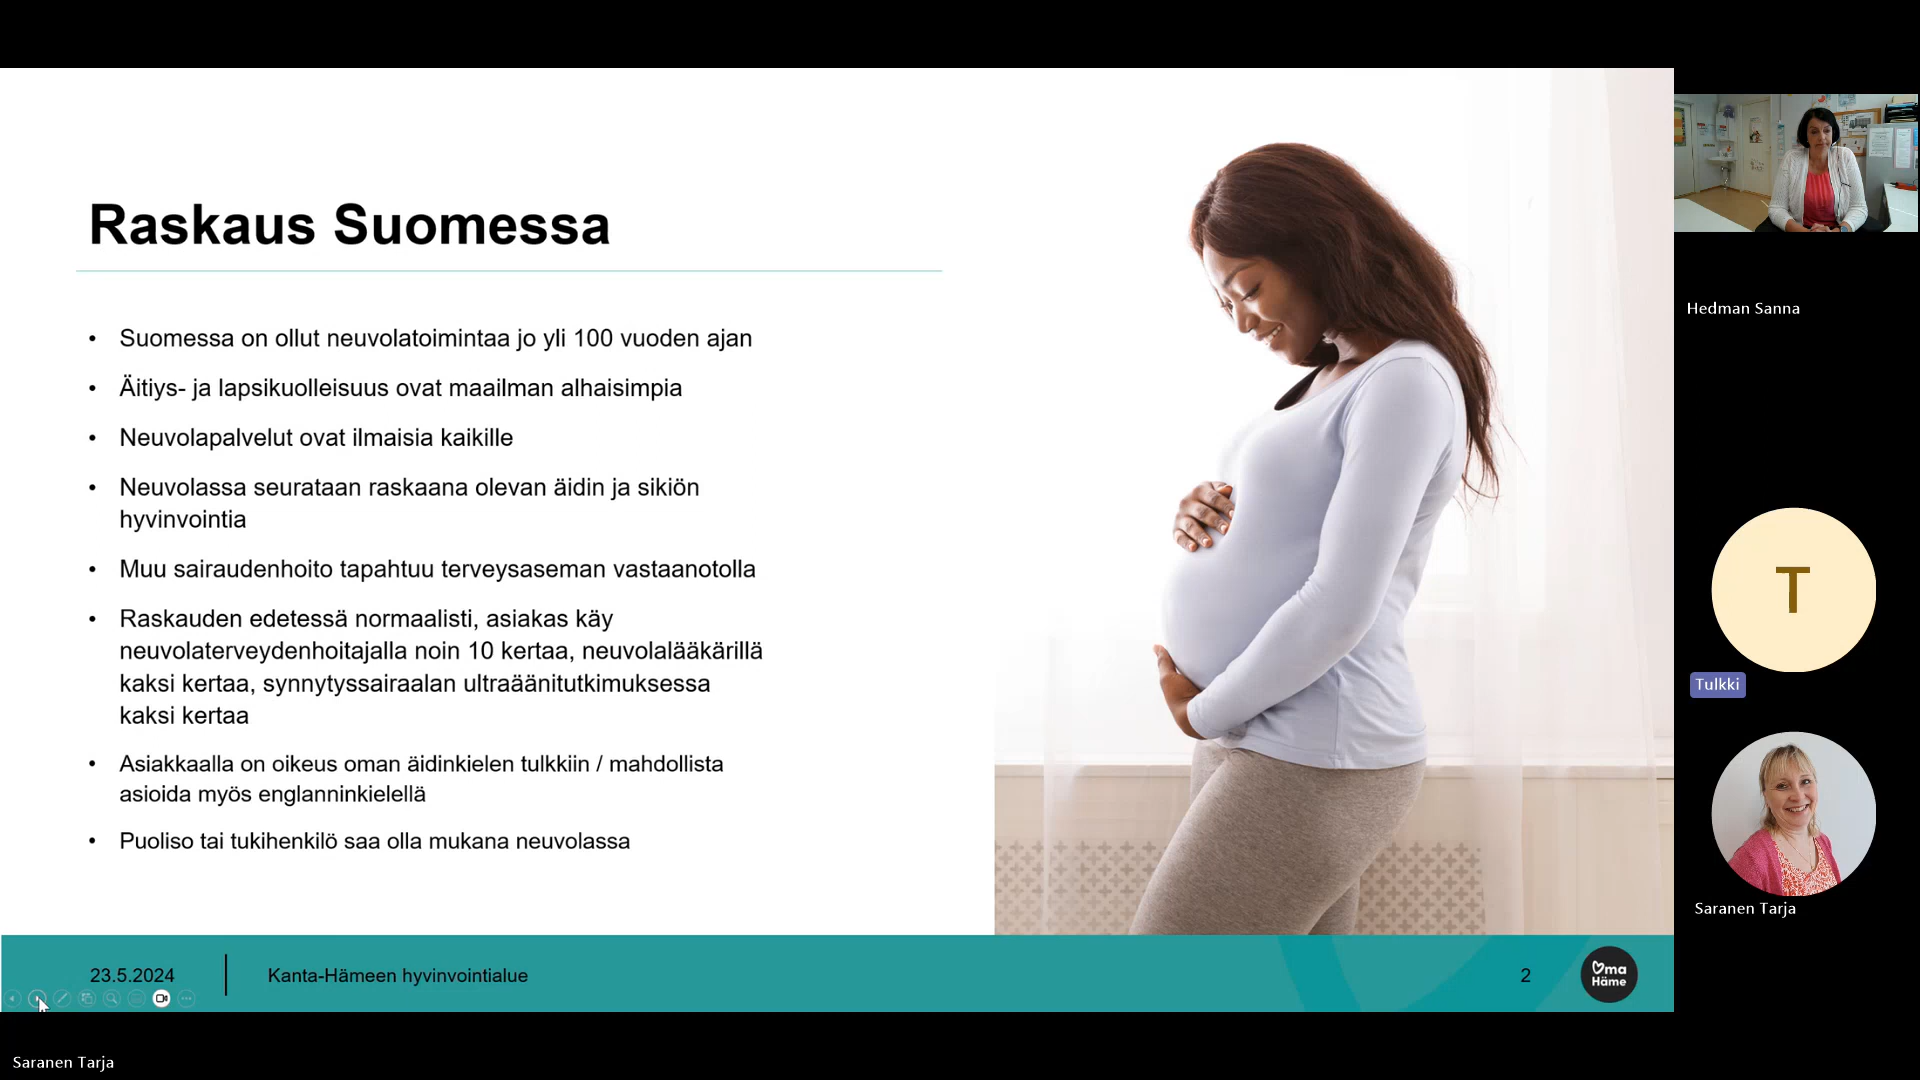 Raskaus Suomessa
• Suomessa on ollut neuvolatoimintaa jo yli 100 vuoden ajan
• Äitiys- ja lapsikuolleisuus ovat maailman alhaisimpia
• Neuvolapalvelut ovat ilmaisia kaikille
• Neuvolassa seurataan raskaana olevan äidin ja sikiön
hyvinvointia
• Muu sairaudenhoito tapahtuu terveysaseman vastaanotolla
• Raskauden edetessä normaalisti, asiakas käy
neuvolaterveydenhoitajalla noin 10 kertaa, neuvolalääkärillä
kaksi kertaa, synnytyssairaalan ultraäänitutkimuksessa
kaksi kertaa
• Asiakkaalla on oikeus oman äidinkielen tulkkiin / mahdollista
asioida myös englanninkielellä
• Puoliso tai tukihenkilö saa olla mukana neuvolassa
23.5.2024
Kanta-Hämeen hyvinvointialue
2
Oma
Häme
Hedman Sanna
T
Tulkki
Saranen Tarja
Saranen Tarja